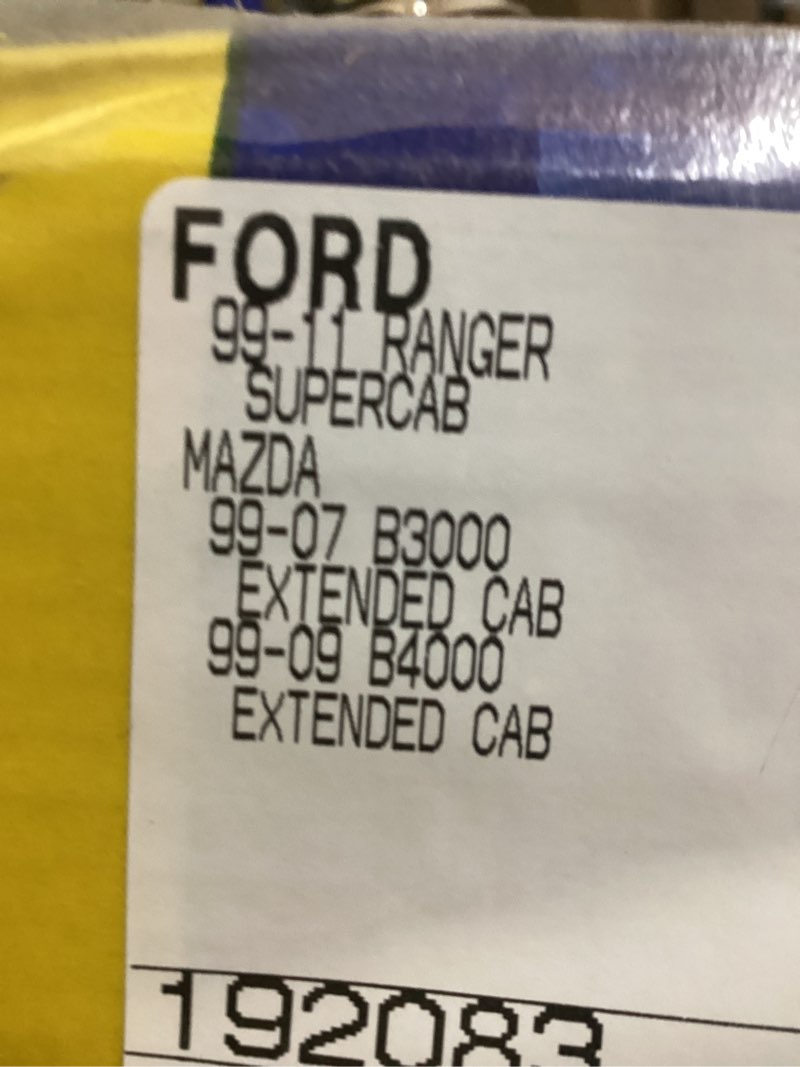 FORD
99-11 RANGER
SUPERCAB
MAZDA
99-07 B3000
EXTENDED CAB
99-09 B4000
EXTENDED CAB
192083